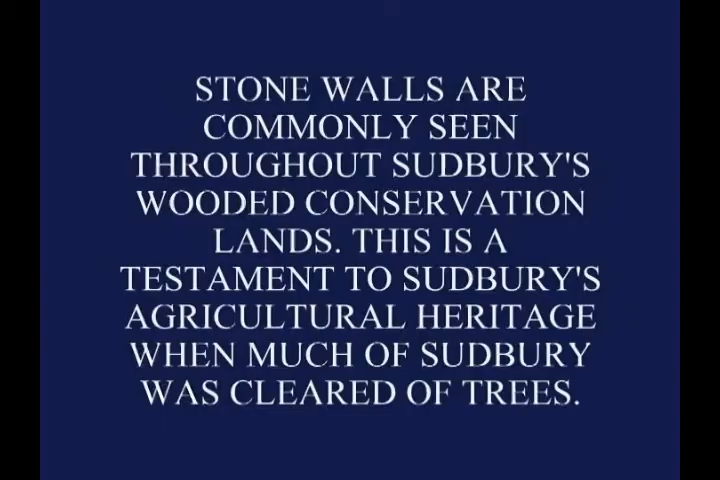 STONE WALLS ARE
COMMONLY SEEN
THROUGHOUT SUDBURY'S
WOODED CONSERVATION
LANDS. THIS IS A
TESTAMENT TO SUDBURY'S
AGRICULTURAL HERITAGE
WHEN MUCH OF SUDBURY
WAS CLEARED OF TREES.